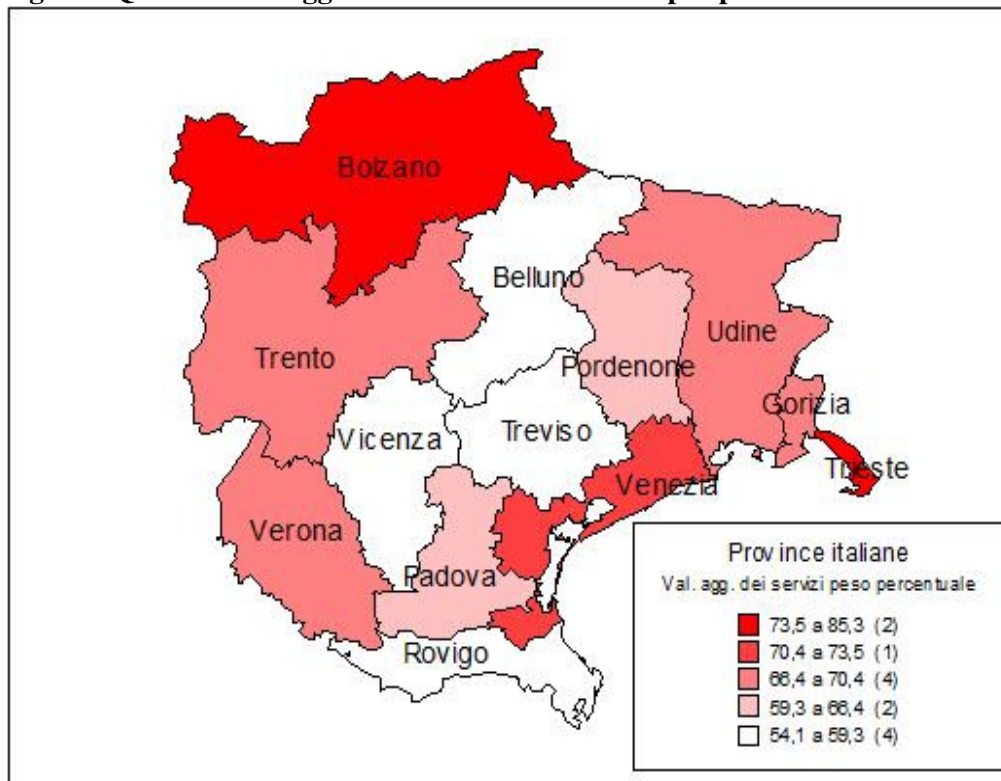 Bolzano
Belluno
Udine
Trento
Pordenone
Gorizia
Vicenza
Treviso
Trieste
Venezia
Verona
Padova
Rovigo
Province italiane
Val. agg. dei servizi peso percentuale
73,5 a 85,3 (2)
70,4 a 73,5 (1)
66,4 a 70,4 (4)
59,3 a 66,4 (2)
54,1 a 59,3 (4)